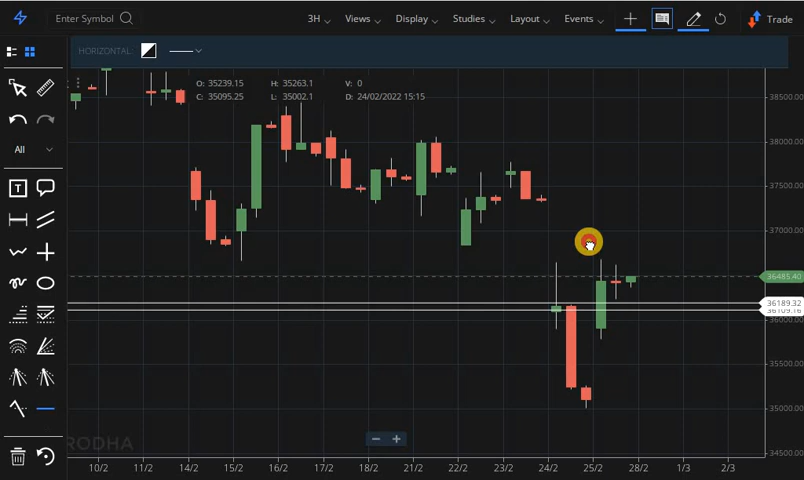 Enter Symbol 3H Views Display Studies Layout Events Trade
HORIZONTAL:
O: 35239.15 H: 35263.1 V: 0
C: 35095.25 L: 35002.1 D: 24/02/2022 15:15
All
T
38500.00
38000.00
37500.00
37000.00
36485.40
36189.32
36109.16
36000.00
35500.00
35000.00
34500.00
RODHA
10/2 11/2 14/2 15/2 16/2 17/2 18/2 21/2 22/2 23/2 24/2 25/2 28/2 1/3 2/3